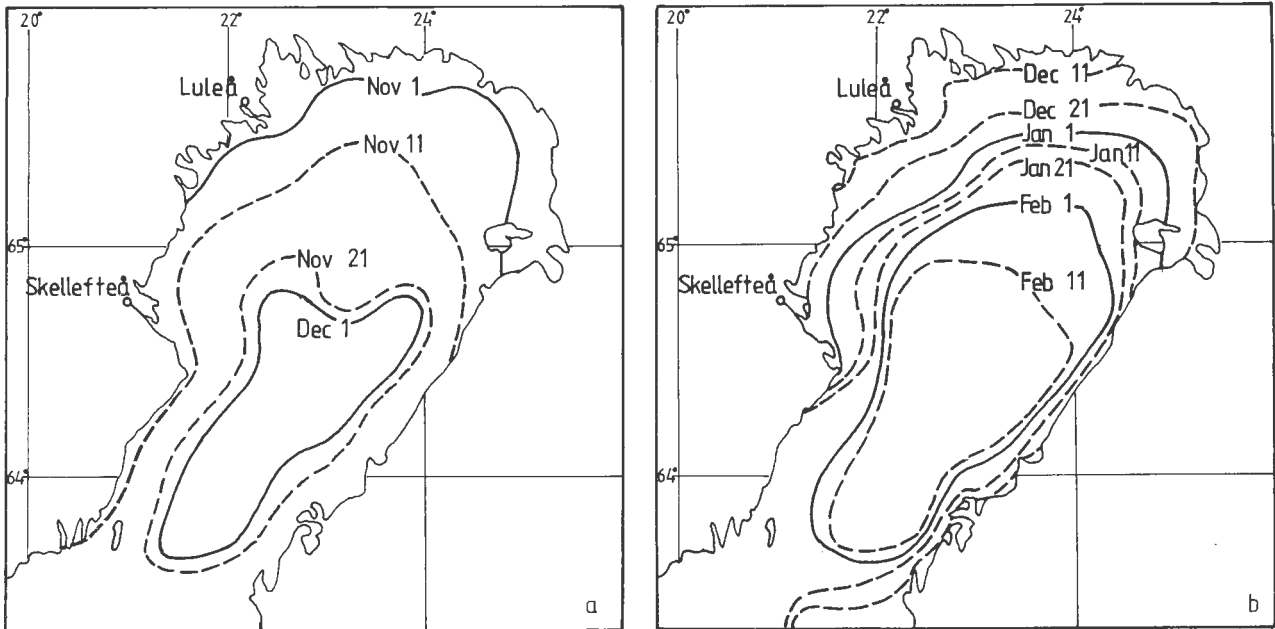 20°
22°
24°
Luleå
Nov 1
Nov 11
65°
Nov 21
Skellefteå
Dec 1
64°
a
20°
22°
24°
Dec 11
Luleå
Dec 21
Jan 1
Jan 11
Jan 21
Feb 1
65°
Skellefteå
Feb 11
64°
b